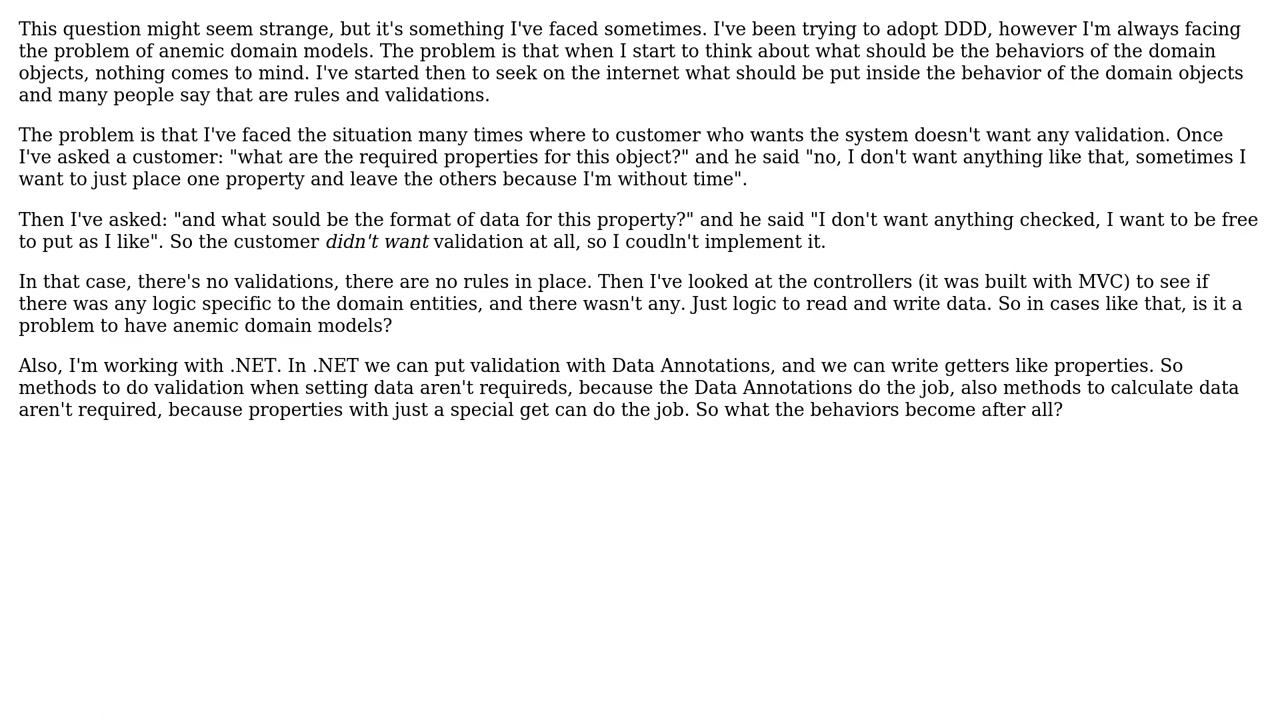 This question might seem strange, but it's something I've faced sometimes. I've been trying to adopt DDD, however I'm always facing
the problem of anemic domain models. The problem is that when I start to think about what should be the behaviors of the domain
objects, nothing comes to mind. I've started then to seek on the internet what should be put inside the behavior of the domain objects
and many people say that are rules and validations.
The problem is that I've faced the situation many times where to customer who wants the system doesn't want any validation. Once
I've asked a customer: "what are the required properties for this object?" and he said "no, I don't want anything like that, sometimes I
want to just place one property and leave the others because I'm without time".
Then I've asked: "and what sould be the format of data for this property?" and he said "I don't want anything checked, I want to be free
to put as I like". So the customer didn't want validation at all, so I coudln't implement it.
In that case, there's no validations, there are no rules in place. Then I've looked at the controllers (it was built with MVC) to see if
there was any logic specific to the domain entities, and there wasn't any. Just logic to read and write data. So in cases like that, is it a
problem to have anemic domain models?
Also, I'm working with .NET. In .NET we can put validation with Data Annotations, and we can write getters like properties. So
methods to do validation when setting data aren't requireds, because the Data Annotations do the job, also methods to calculate data
aren't required, because properties with just a special get can do the job. So what the behaviors become after all?